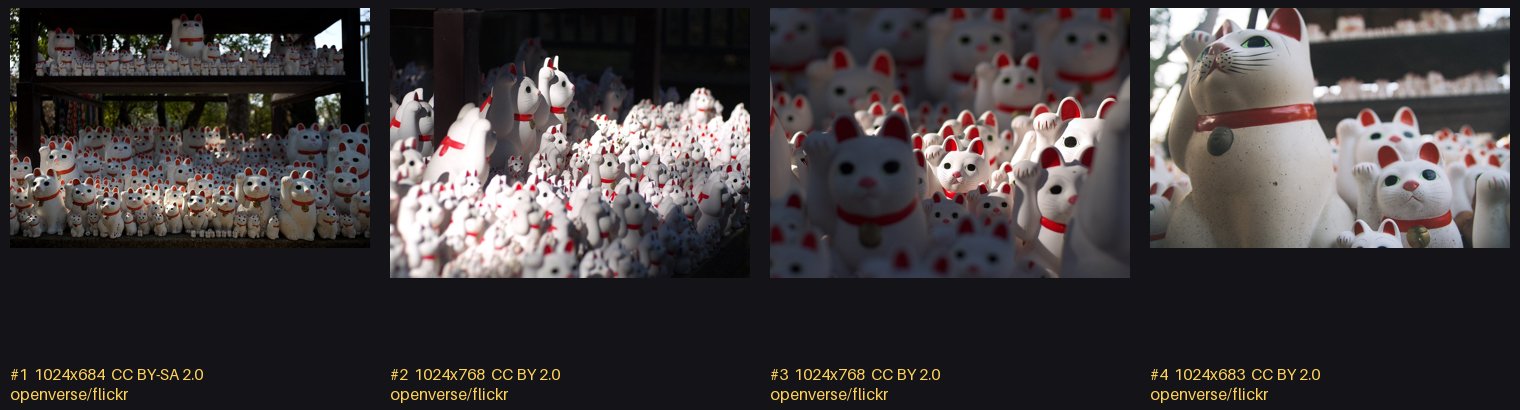 #1 1024x684 CC BY-SA 2.0
openverse/flickr
#2 1024x768 CC BY 2.0
openverse/flickr
#3 1024x768 CC BY 2.0
openverse/flickr
#4 1024x683 CC BY 2.0
openverse/flickr